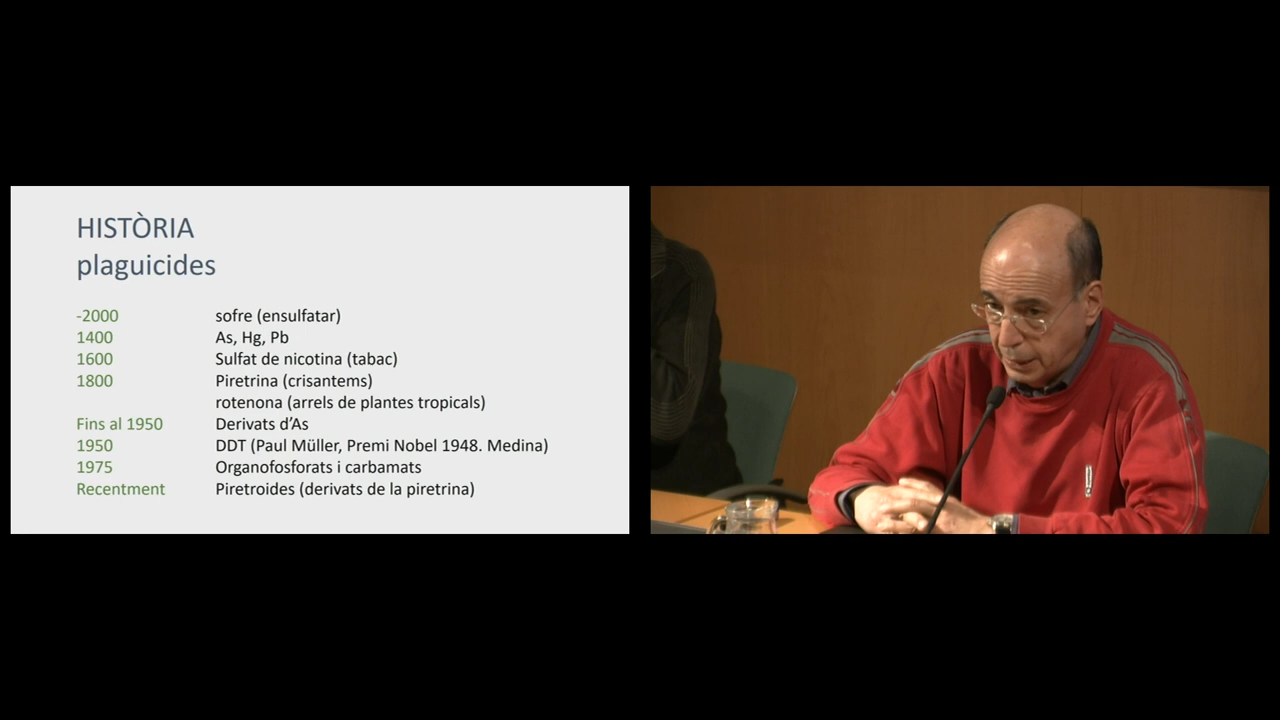 HISTÒRIA
plaguicides
-2000 sofre (ensulfatar)
1400 As, Hg, Pb
1600 Sulfat de nicotina (tabac)
1800 Piretrina (crisantems)
rotenona (arrels de plantes tropicals)
Fins al 1950 Derivats d’As
1950 DDT (Paul Müller, Premi Nobel 1948. Medina)
1975 Organofosforats i carbamats
Recentment Piretroides (derivats de la piretrina)